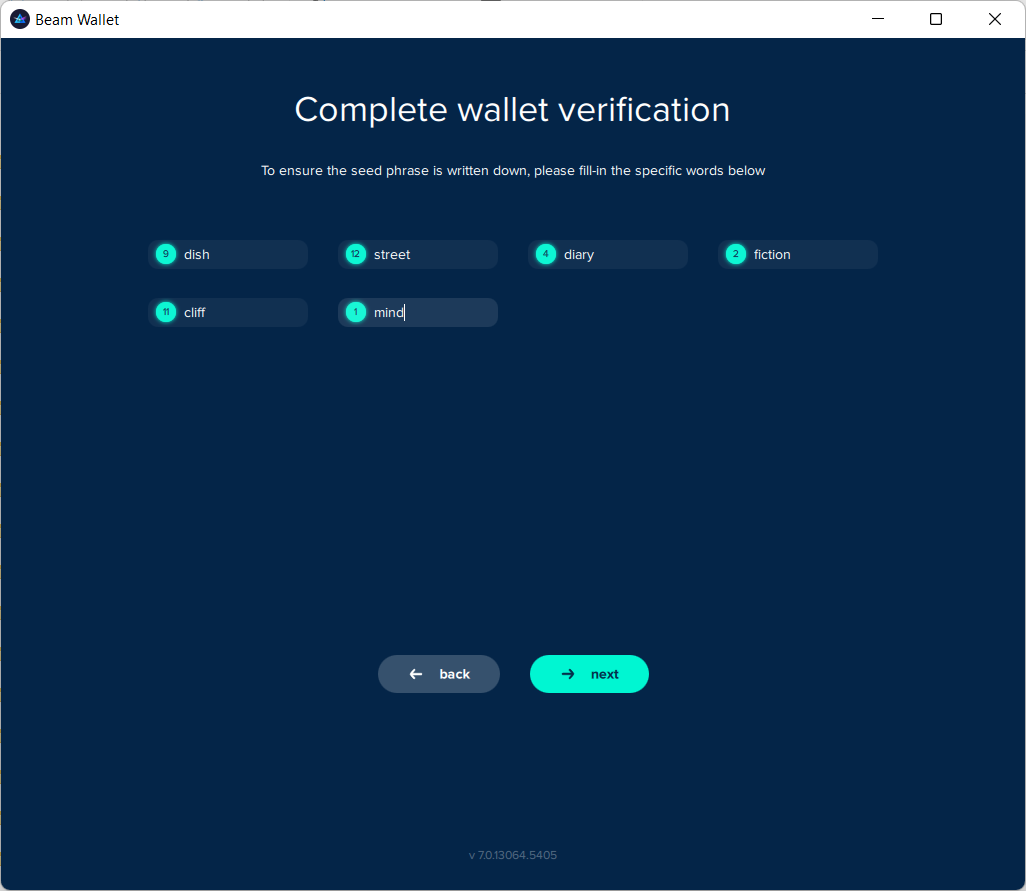 Beam Wallet
Complete wallet verification
To ensure the seed phrase is written down, please fill-in the specific words below
9 dish 12 street 4 diary 2 fiction
11 cliff 1 mind
back next
v 7.0.13064.5405